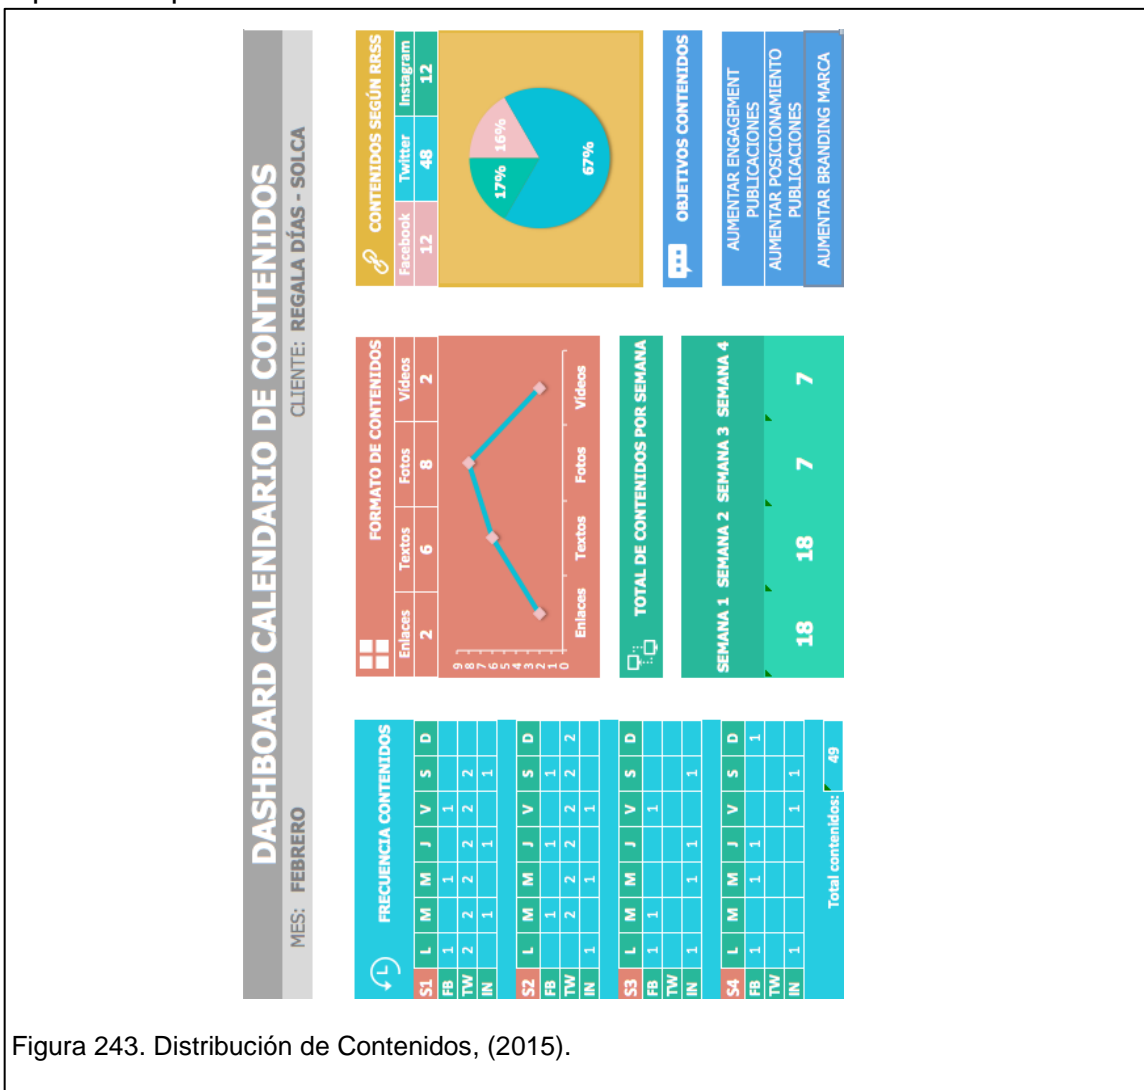 DASHBOARD CALENDARIO DE CONTENIDOS
MES: FEBRERO CLIENTE: REGALA DÍAS - SOLCA
FRECUENCIA CONTENIDOS
S1 L M M J V S D
FB 1 1 1
TW 2 2 2 2 2 2
IN 1 1 1
S2 L M M J V S D
FB 1 1 1
TW 2 2 2 2 2 2
IN 1 1 1
S3 L M M J V S D
FB 1 1 1
TW
IN 1 1 1 1
S4 L M M J V S D
FB 1 1 1 1
TW
IN 1 1 1
Total contenidos: 49
FORMATO DE CONTENIDOS
Enlaces Textos Fotos Vídeos
2 6 8 2
9
8
7
6
5
4
3
2
1
0
Enlaces Textos Fotos Vídeos
TOTAL DE CONTENIDOS POR SEMANA
SEMANA 1 SEMANA 2 SEMANA 3 SEMANA 4
18 18 7 7
CONTENIDOS SEGÚN RRSS
Facebook Twitter Instagram
12 48 12
17% 16%
67%
OBJETIVOS CONTENIDOS
AUMENTAR ENGAGEMENT
PUBLICACIONES
AUMENTAR POSICIONAMIENTO
PUBLICACIONES
AUMENTAR BRANDING MARCA
Figura 243. Distribución de Contenidos, (2015).